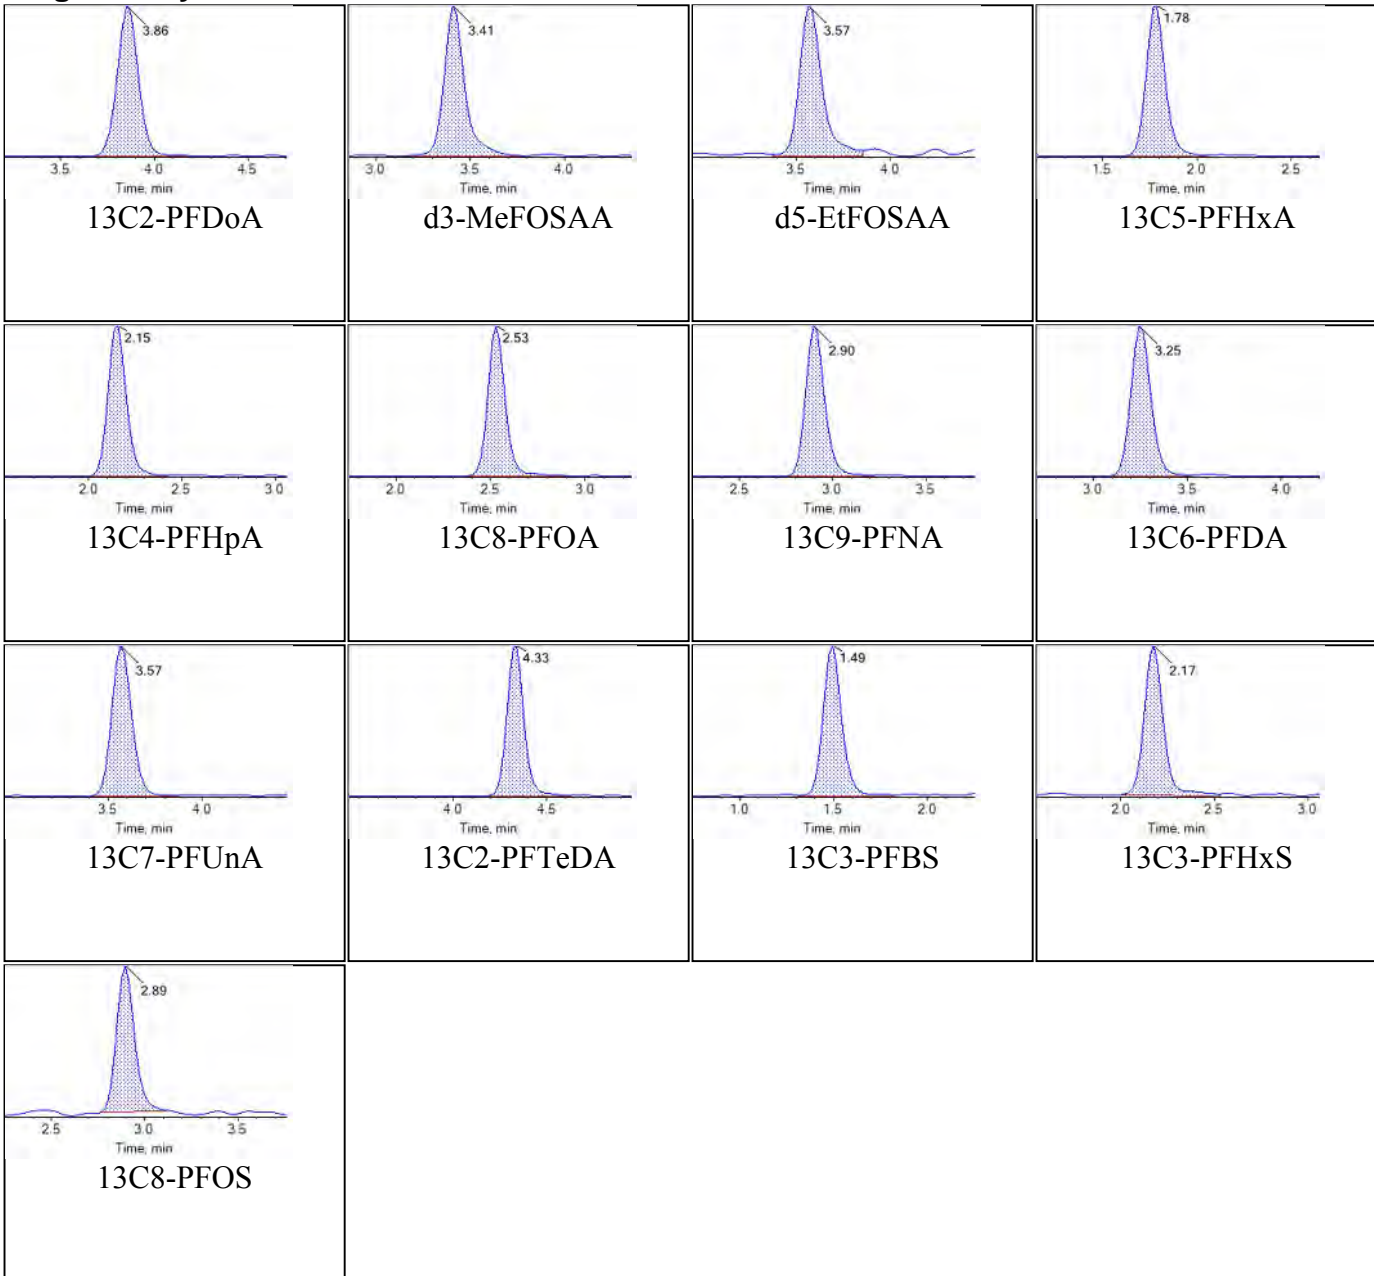 3.86
3.5 4.0 4.5
Time, min
13C2-PFDoA
3.41
3.0 3.5 4.0
Time, min
d3-MeFOSAA
3.57
3.5 4.0
Time, min
d5-EtFOSAA
1.78
1.5 2.0 2.5
Time, min
13C5-PFHxA
2.15
2.0 2.5 3.0
Time, min
13C4-PFHpA
2.53
2.0 2.5 3.0
Time, min
13C8-PFOA
2.90
2.5 3.0 3.5
Time, min
13C9-PFNA
3.25
3.0 3.5 4.0
Time, min
13C6-PFDA
3.57
3.5 4.0
Time, min
13C7-PFUnA
4.33
4.0 4.5
Time, min
13C2-PFTeDA
1.49
1.0 1.5 2.0
Time, min
13C3-PFBS
2.17
2.0 2.5 3.0
Time, min
13C3-PFHxS
2.89
2.5 3.0 3.5
Time, min
13C8-PFOS